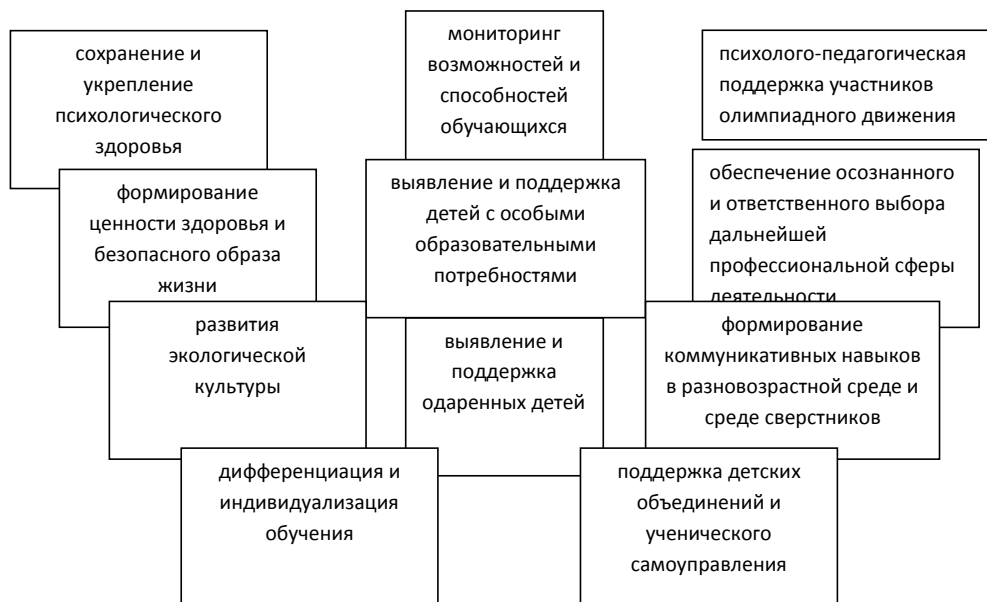 сохранение и
укрепление
психологического
здоровья
мониторинг
возможностей и
способностей
обучающихся
психолого-педагогическая
поддержка участников
олимпиадного движения
формирование
ценности здоровья и
безопасного образа
жизни
выявление и поддержка
детей с особыми
образовательными
потребностями
обеспечение осознанного
и ответственного выбора
дальнейшей
профессиональной сферы
деятельности
развития
экологической
культуры
выявление и
поддержка
одаренных детей
формирование
коммуникативных навыков
в разновозрастной среде и
среде сверстников
дифференциация и
индивидуализация
обучения
поддержка детских
объединений и
ученического
самоуправления